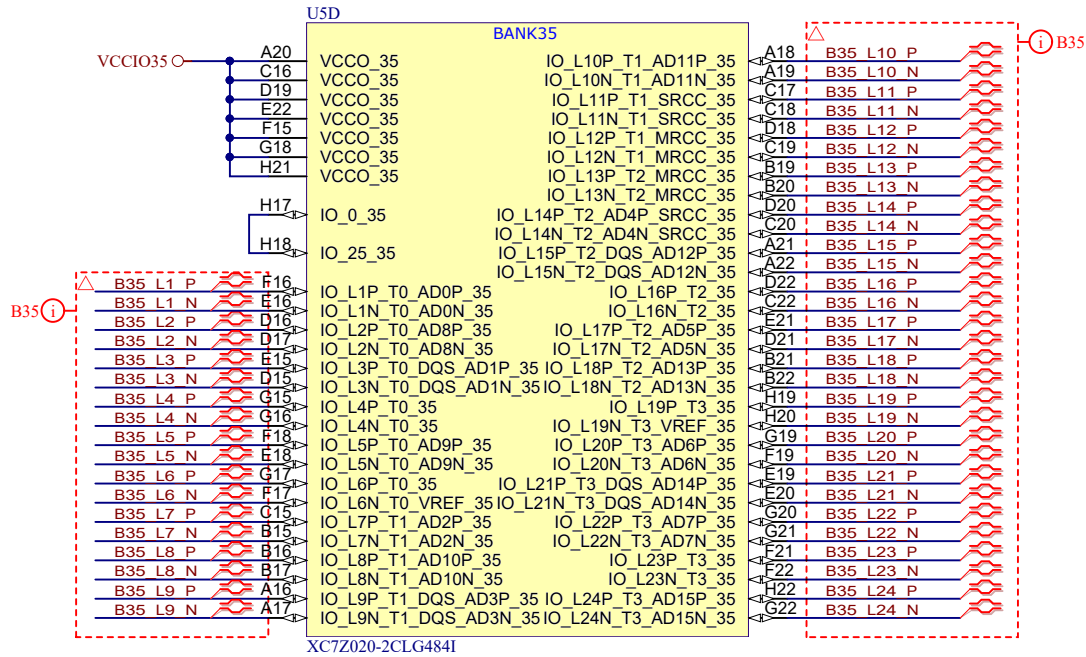 U5D
BANK35
VCCIO35
A20 VCCO_35
C16 VCCO_35
D19 VCCO_35
E22 VCCO_35
F15 VCCO_35
G18 VCCO_35
H21 VCCO_35
H17 IO_0_35
H18 IO_25_35
B35 i
B35_L1_P F16 IO_L1P_T0_AD0P_35
B35_L1_N E16 IO_L1N_T0_AD0N_35
B35_L2_P D16 IO_L2P_T0_AD8P_35
B35_L2_N D17 IO_L2N_T0_AD8N_35
B35_L3_P E15 IO_L3P_T0_DQS_AD1P_35
B35_L3_N D15 IO_L3N_T0_DQS_AD1N_35
B35_L4_P G15 IO_L4P_T0_35
B35_L4_N G16 IO_L4N_T0_35
B35_L5_P F18 IO_L5P_T0_AD9P_35
B35_L5_N E18 IO_L5N_T0_AD9N_35
B35_L6_P G17 IO_L6P_T0_35
B35_L6_N F17 IO_L6N_T0_VREF_35
B35_L7_P C15 IO_L7P_T1_AD2P_35
B35_L7_N B15 IO_L7N_T1_AD2N_35
B35_L8_P B16 IO_L8P_T1_AD10P_35
B35_L8_N B17 IO_L8N_T1_AD10N_35
B35_L9_P A16 IO_L9P_T1_DQS_AD3P_35
B35_L9_N A17 IO_L9N_T1_DQS_AD3N_35
IO_L10P_T1_AD11P_35 A18 B35_L10_P
IO_L10N_T1_AD11N_35 A19 B35_L10_N
IO_L11P_T1_SRCC_35 C17 B35_L11_P
IO_L11N_T1_SRCC_35 C18 B35_L11_N
IO_L12P_T1_MRCC_35 D18 B35_L12_P
IO_L12N_T1_MRCC_35 C19 B35_L12_N
IO_L13P_T2_MRCC_35 B19 B35_L13_P
IO_L13N_T2_MRCC_35 B20 B35_L13_N
IO_L14P_T2_AD4P_SRCC_35 D20 B35_L14_P
IO_L14N_T2_AD4N_SRCC_35 C20 B35_L14_N
IO_L15P_T2_DQS_AD12P_35 A21 B35_L15_P
IO_L15N_T2_DQS_AD12N_35 A22 B35_L15_N
IO_L16P_T2_35 D22 B35_L16_P
IO_L16N_T2_35 C22 B35_L16_N
IO_L17P_T2_AD5P_35 E21 B35_L17_P
IO_L17N_T2_AD5N_35 D21 B35_L17_N
IO_L18P_T2_AD13P_35 B21 B35_L18_P
IO_L18N_T2_AD13N_35 B22 B35_L18_N
IO_L19P_T3_35 H19 B35_L19_P
IO_L19N_T3_VREF_35 H20 B35_L19_N
IO_L20P_T3_AD6P_35 G19 B35_L20_P
IO_L20N_T3_AD6N_35 F19 B35_L20_N
IO_L21P_T3_DQS_AD14P_35 E19 B35_L21_P
IO_L21N_T3_DQS_AD14N_35 E20 B35_L21_N
IO_L22P_T3_AD7P_35 G20 B35_L22_P
IO_L22N_T3_AD7N_35 G21 B35_L22_N
IO_L23P_T3_35 F21 B35_L23_P
IO_L23N_T3_35 F22 B35_L23_N
IO_L24P_T3_AD15P_35 H22 B35_L24_P
IO_L24N_T3_AD15N_35 G22 B35_L24_N
i B35
XC7Z020-2CLG484I